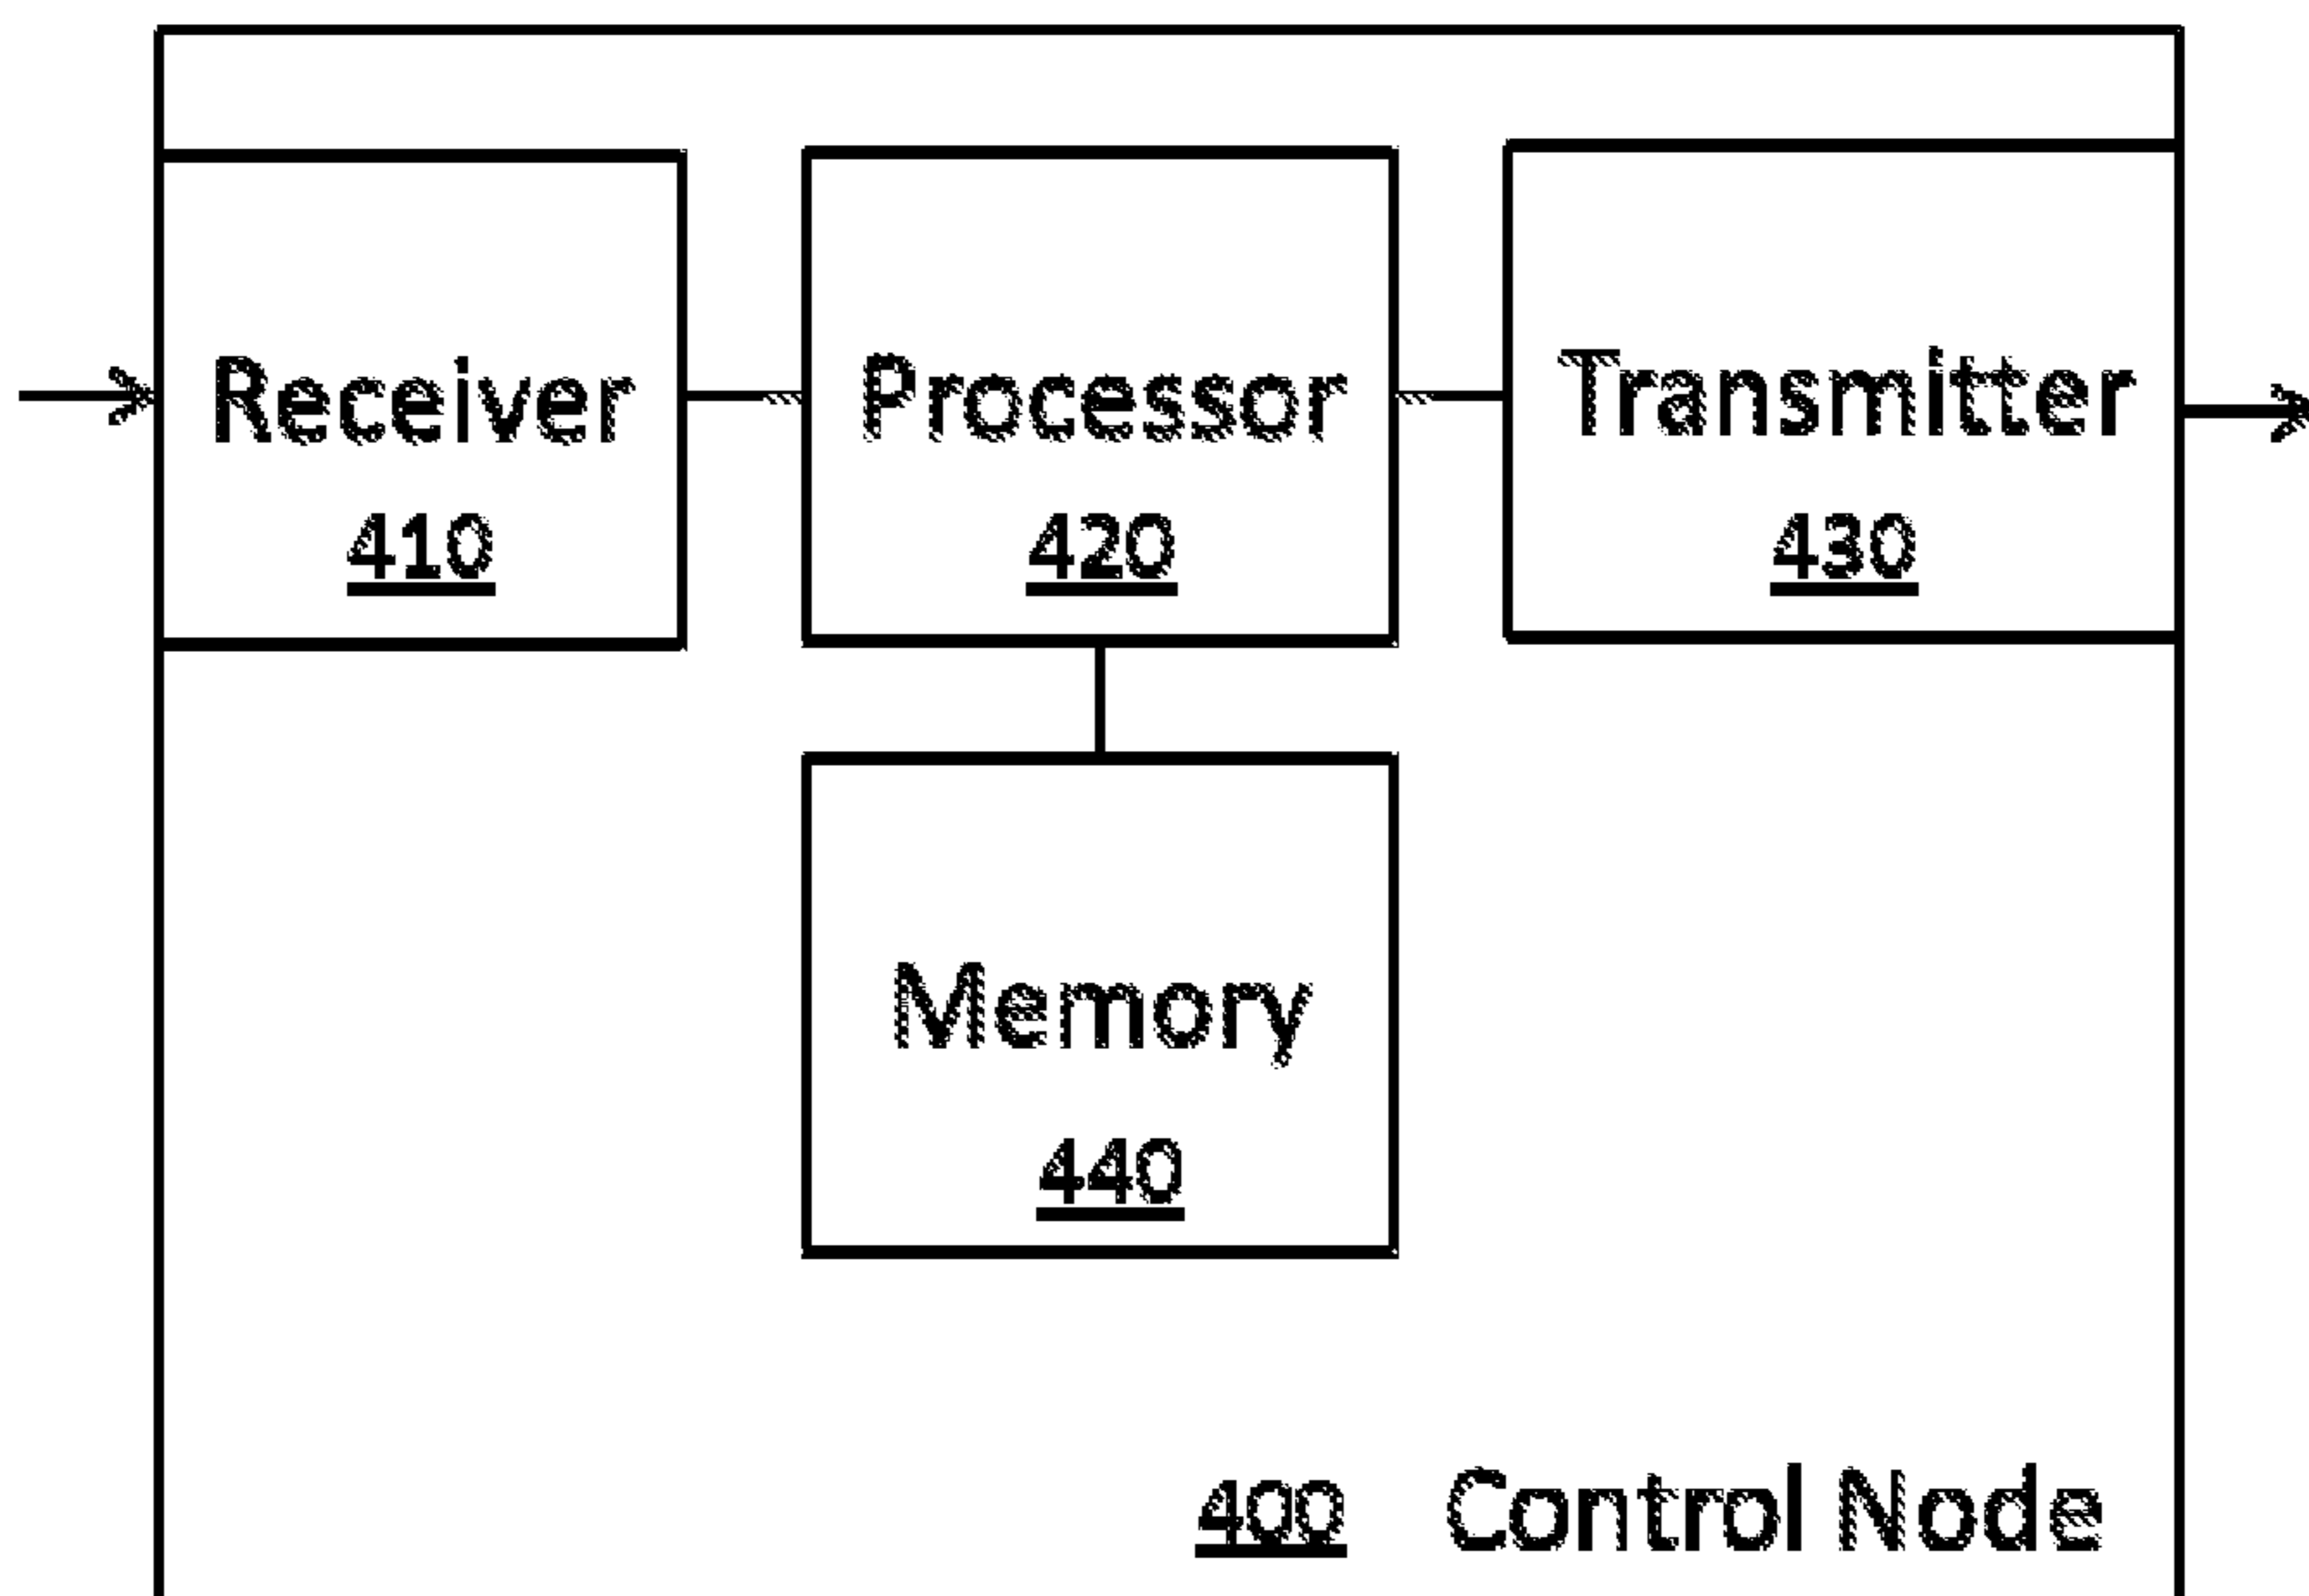 Receiver
410
Processor
420
Transmitter
430
Memory
440
400 Control Node